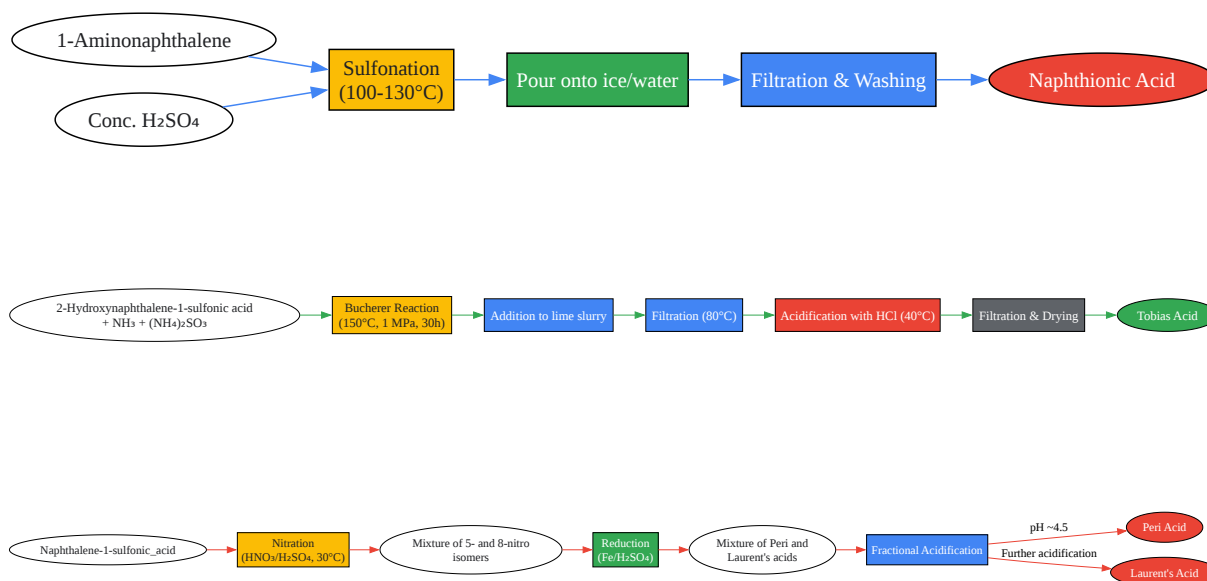 1-Aminonaphthalene
Conc. H₂SO₄
Sulfonation
(100-130°C)
Pour onto ice/water
Filtration & Washing
Naphthionic Acid
2-Hydroxynaphthalene-1-sulfonic acid
+ NH₃ + (NH₄)₂SO₃
Bucherer Reaction
(150°C, 1 MPa, 30h)
Addition to lime slurry
Filtration (80°C)
Acidification with HCl (40°C)
Filtration & Drying
Tobias Acid
Naphthalene-1-sulfonic_acid
Nitration
(HNO₃/H₂SO₄, 30°C)
Mixture of 5- and 8-nitro
isomers
Reduction
(Fe/H₂SO₄)
Mixture of Peri and
Laurent's acids
Fractional Acidification
pH ~4.5
Peri Acid
Further acidification
Laurent's Acid